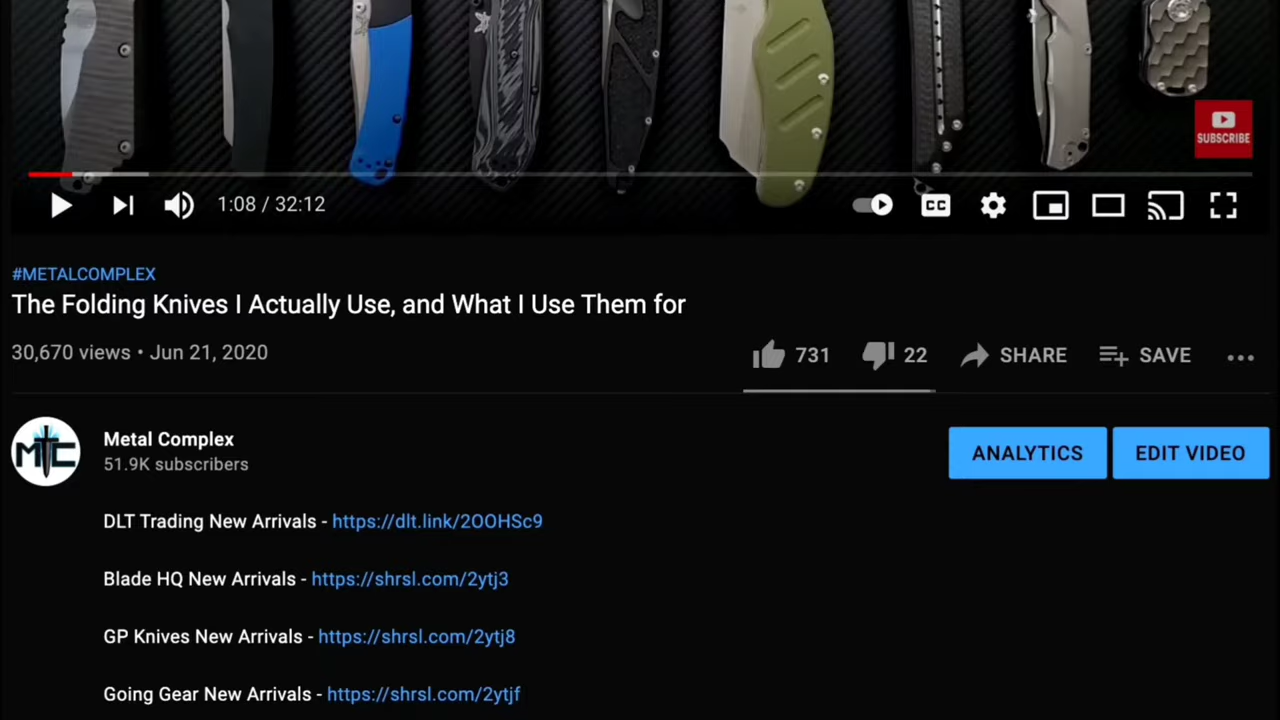 SUBSCRIBE
1:08 / 32:12
CC
#METALCOMPLEX
The Folding Knives I Actually Use, and What I Use Them for
30,670 views • Jun 21, 2020
731
22
SHARE
SAVE
MTC
Metal Complex
51.9K subscribers
ANALYTICS
EDIT VIDEO
DLT Trading New Arrivals - https://dlt.link/2OOHSc9
Blade HQ New Arrivals - https://shrsl.com/2ytj3
GP Knives New Arrivals - https://shrsl.com/2ytj8
Going Gear New Arrivals - https://shrsl.com/2ytjf